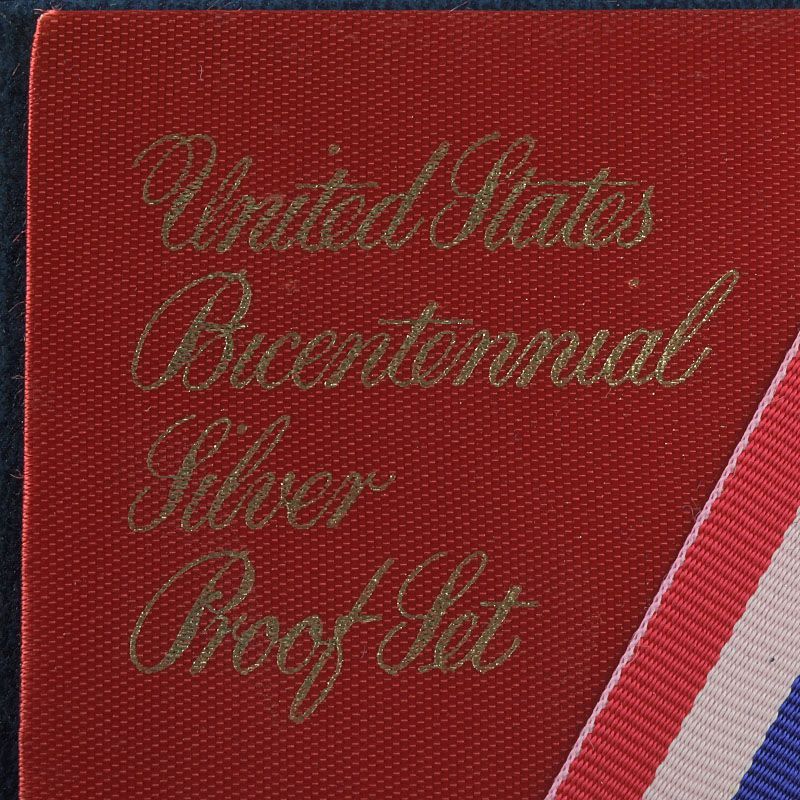 United States
Bicentennial
Silver
Proof Set